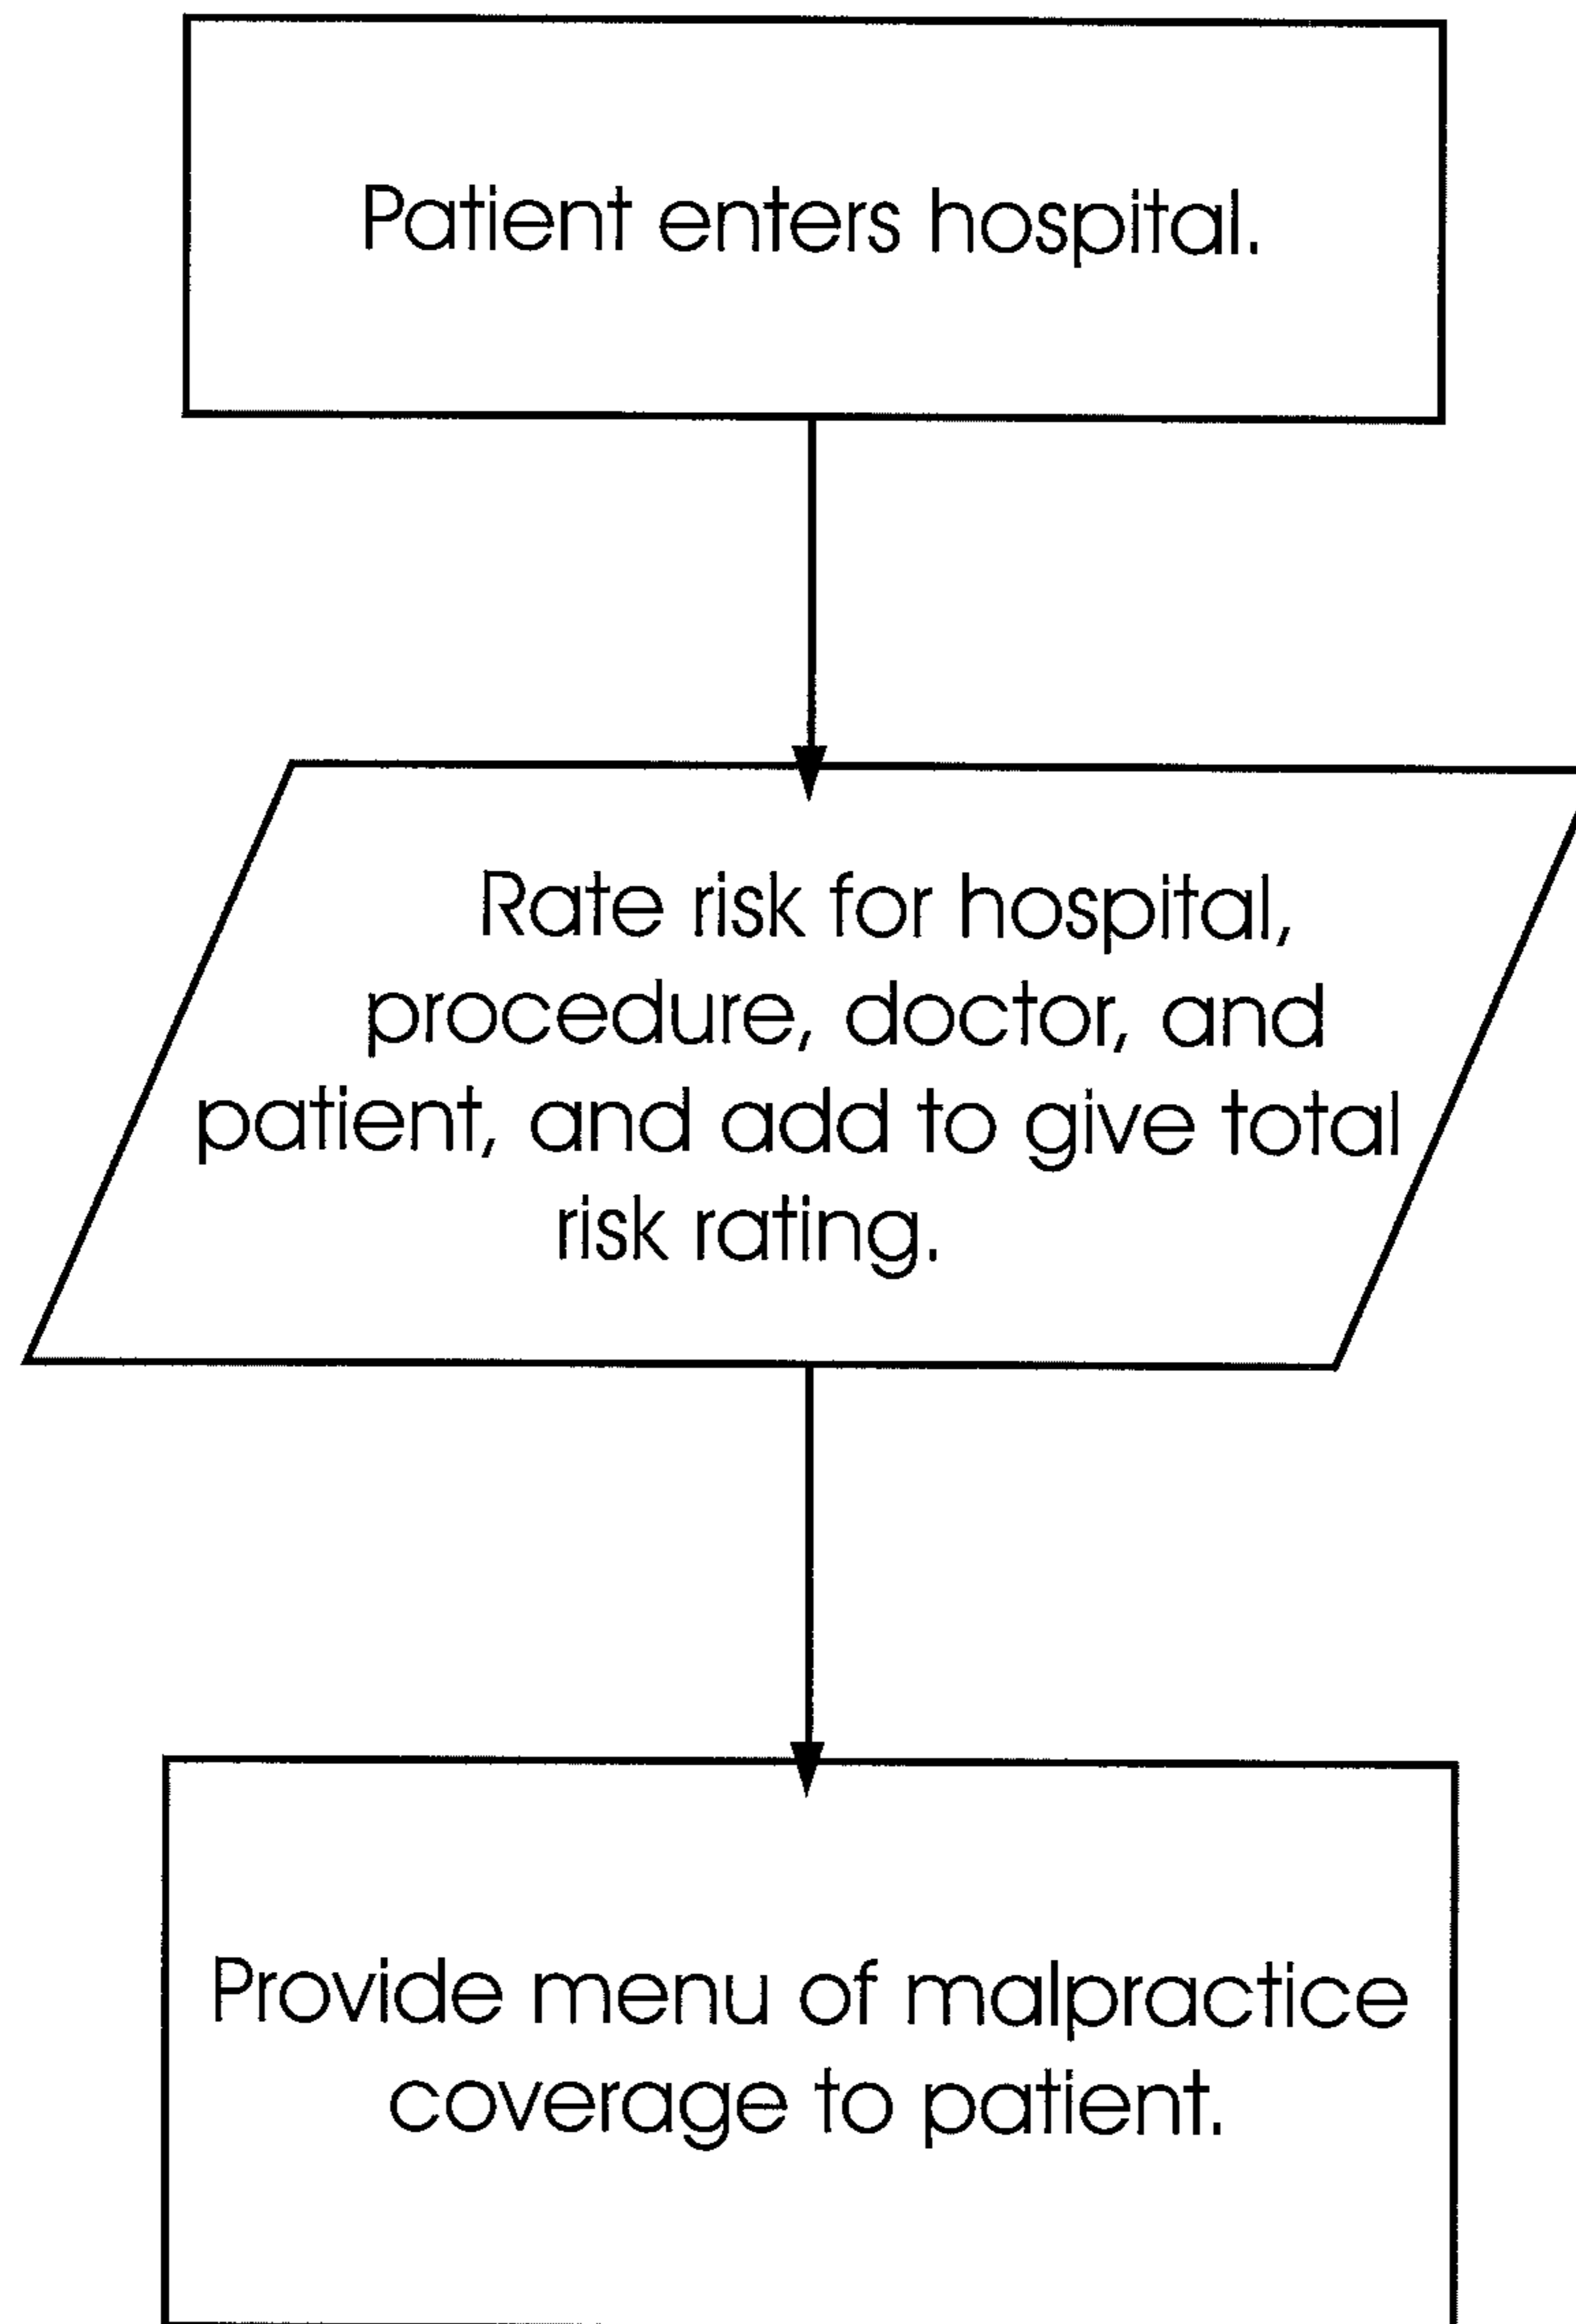 Patient enters hospital.
Rate risk for hospital,
procedure, doctor, and
patient, and add to give total
risk rating.
Provide menu of malpractice
coverage to patient.